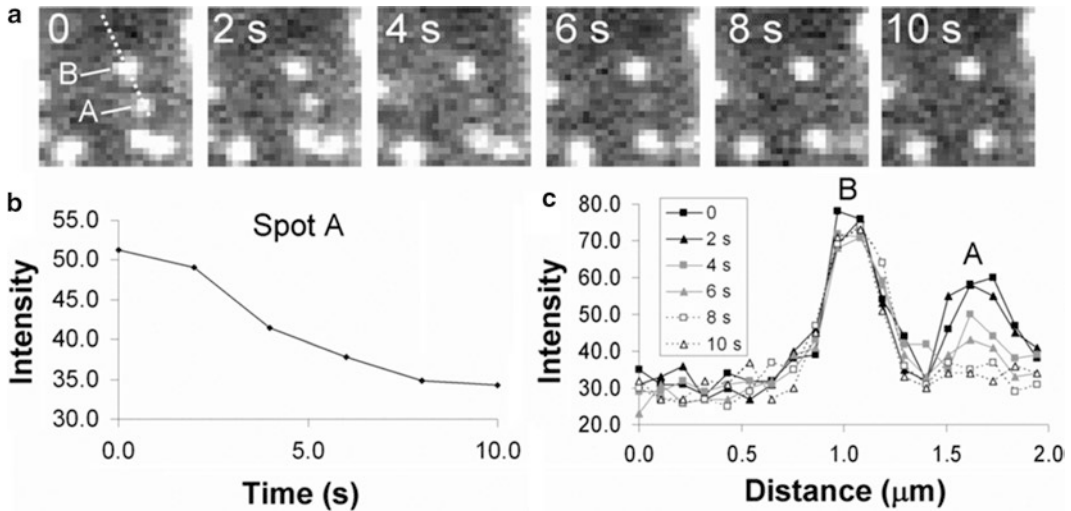 a
0
2 s
4 s
6 s
8 s
10 s
B
A
b
Spot A
Intensity
55.0
50.0
45.0
40.0
35.0
30.0
0.0
5.0
10.0
Time (s)
c
B
A
Intensity
80.0
70.0
60.0
50.0
40.0
30.0
20.0
0
2 s
4 s
6 s
8 s
10 s
0.0
0.5
1.0
1.5
2.0
Distance (μm)